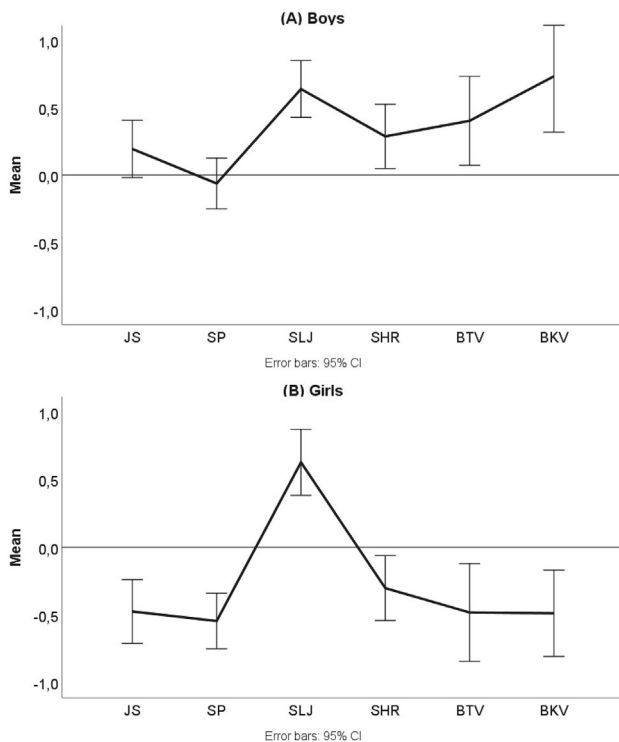 (A) Boys
1,0
0,5
0,0
-0,5
-1,0
Mean
JS SP SLJ SHR BTV BKV
Error bars: 95% CI
(B) Girls
1,0
0,5
0,0
-0,5
-1,0
Mean
JS SP SLJ SHR BTV BKV
Error bars: 95% CI